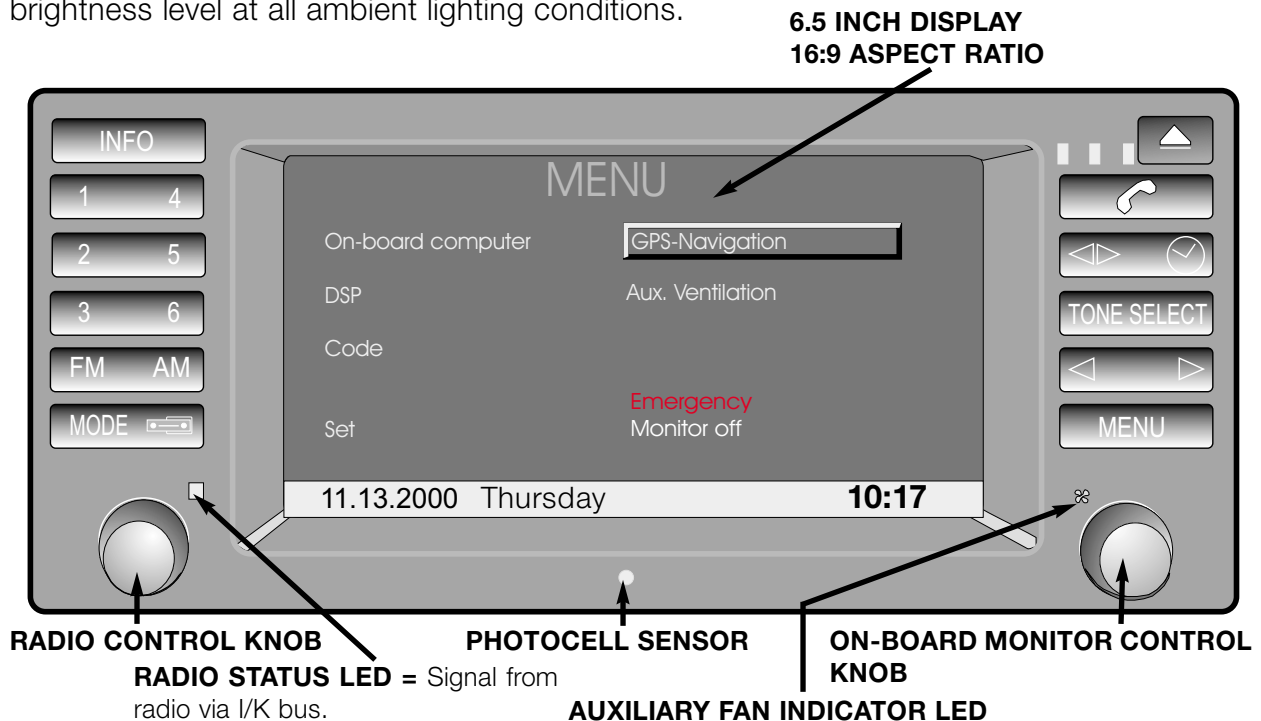 brightness level at all ambient lighting conditions.
6.5 INCH DISPLAY
16:9 ASPECT RATIO
INFO
1 4
2 5
3 6
FM AM
MODE
MENU
On-board computer GPS-Navigation
DSP Aux. Ventilation
Code
Emergency
Set Monitor off
11.13.2000 Thursday 10:17
TONE SELECT
MENU
RADIO CONTROL KNOB
RADIO STATUS LED = Signal from
radio via I/K bus.
PHOTOCELL SENSOR
ON-BOARD MONITOR CONTROL
KNOB
AUXILIARY FAN INDICATOR LED